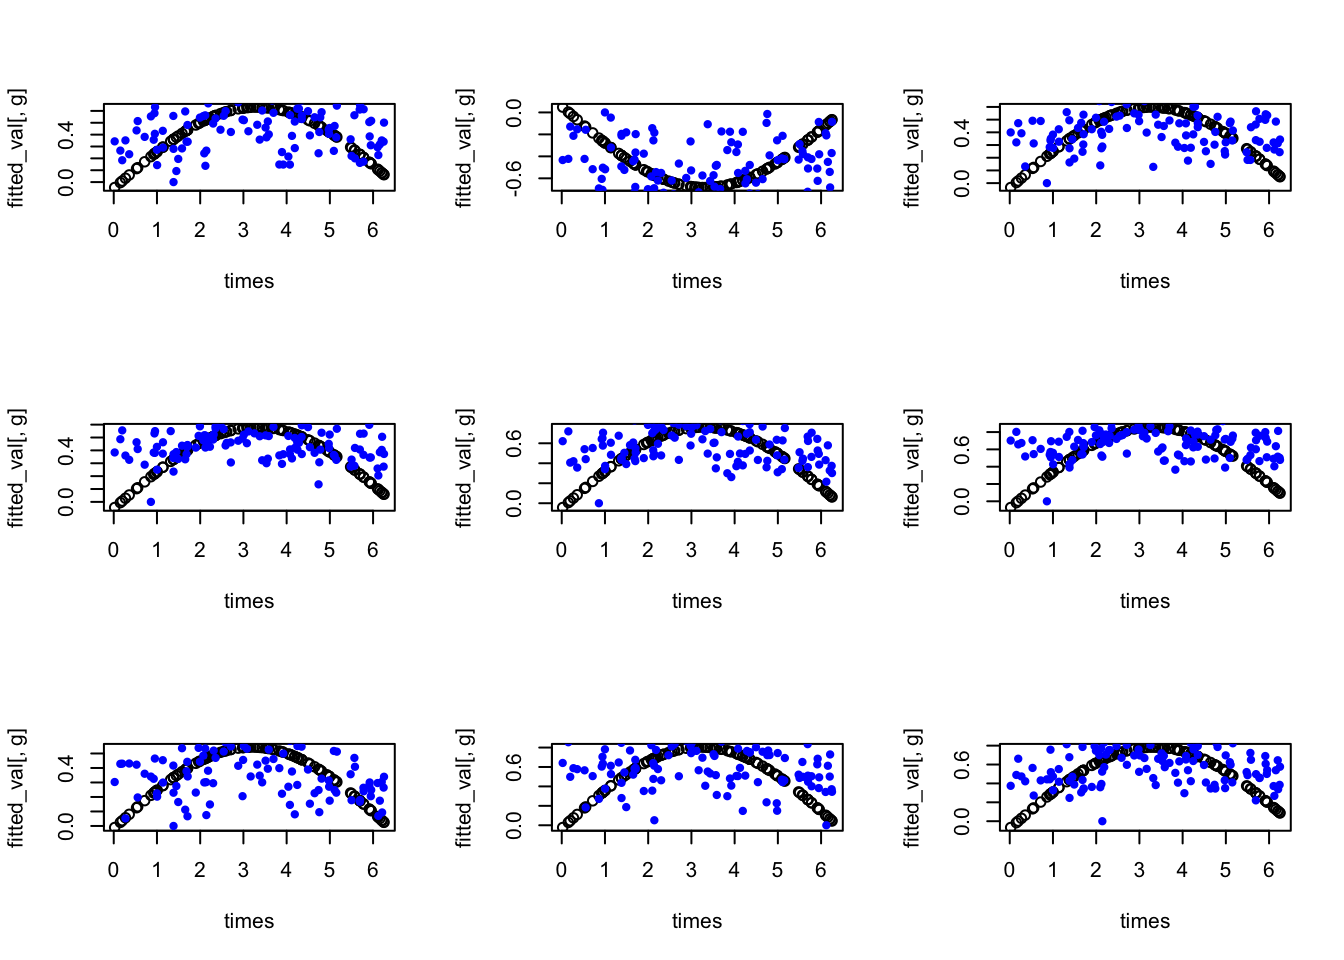 fitted_val[, g] fitted_val[, g] fitted_val[, g]
0.4 0.0 0.4
0.0 -0.6 0.0
0 1 2 3 4 5 6 0 1 2 3 4 5 6 0 1 2 3 4 5 6
times times times
fitted_val[, g] fitted_val[, g] fitted_val[, g]
0.4 0.6 0.6
0.0 0.0 0.0
0 1 2 3 4 5 6 0 1 2 3 4 5 6 0 1 2 3 4 5 6
times times times
fitted_val[, g] fitted_val[, g] fitted_val[, g]
0.4 0.6 0.6
0.0 0.0 0.0
0 1 2 3 4 5 6 0 1 2 3 4 5 6 0 1 2 3 4 5 6
times times times